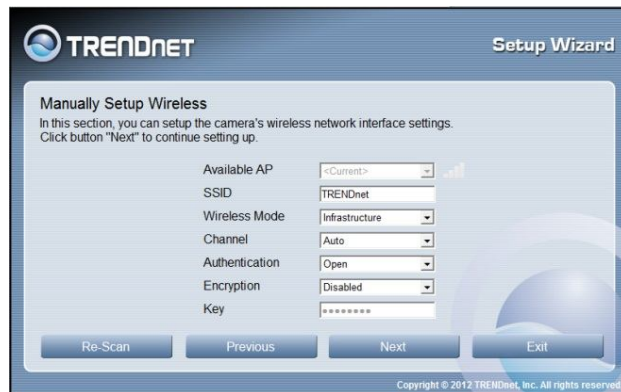 TRENDNET
Setup Wizard
Manually Setup Wireless
In this section, you can setup the camera's wireless network interface settings.
Click button "Next" to continue setting up.
Available AP <Current>
SSID TRENDnet
Wireless Mode Infrastructure
Channel Auto
Authentication Open
Encryption Disabled
Key ••••••••
Re-Scan Previous Next Exit
Copyright © 2012 TRENDnet, Inc. All rights reserved